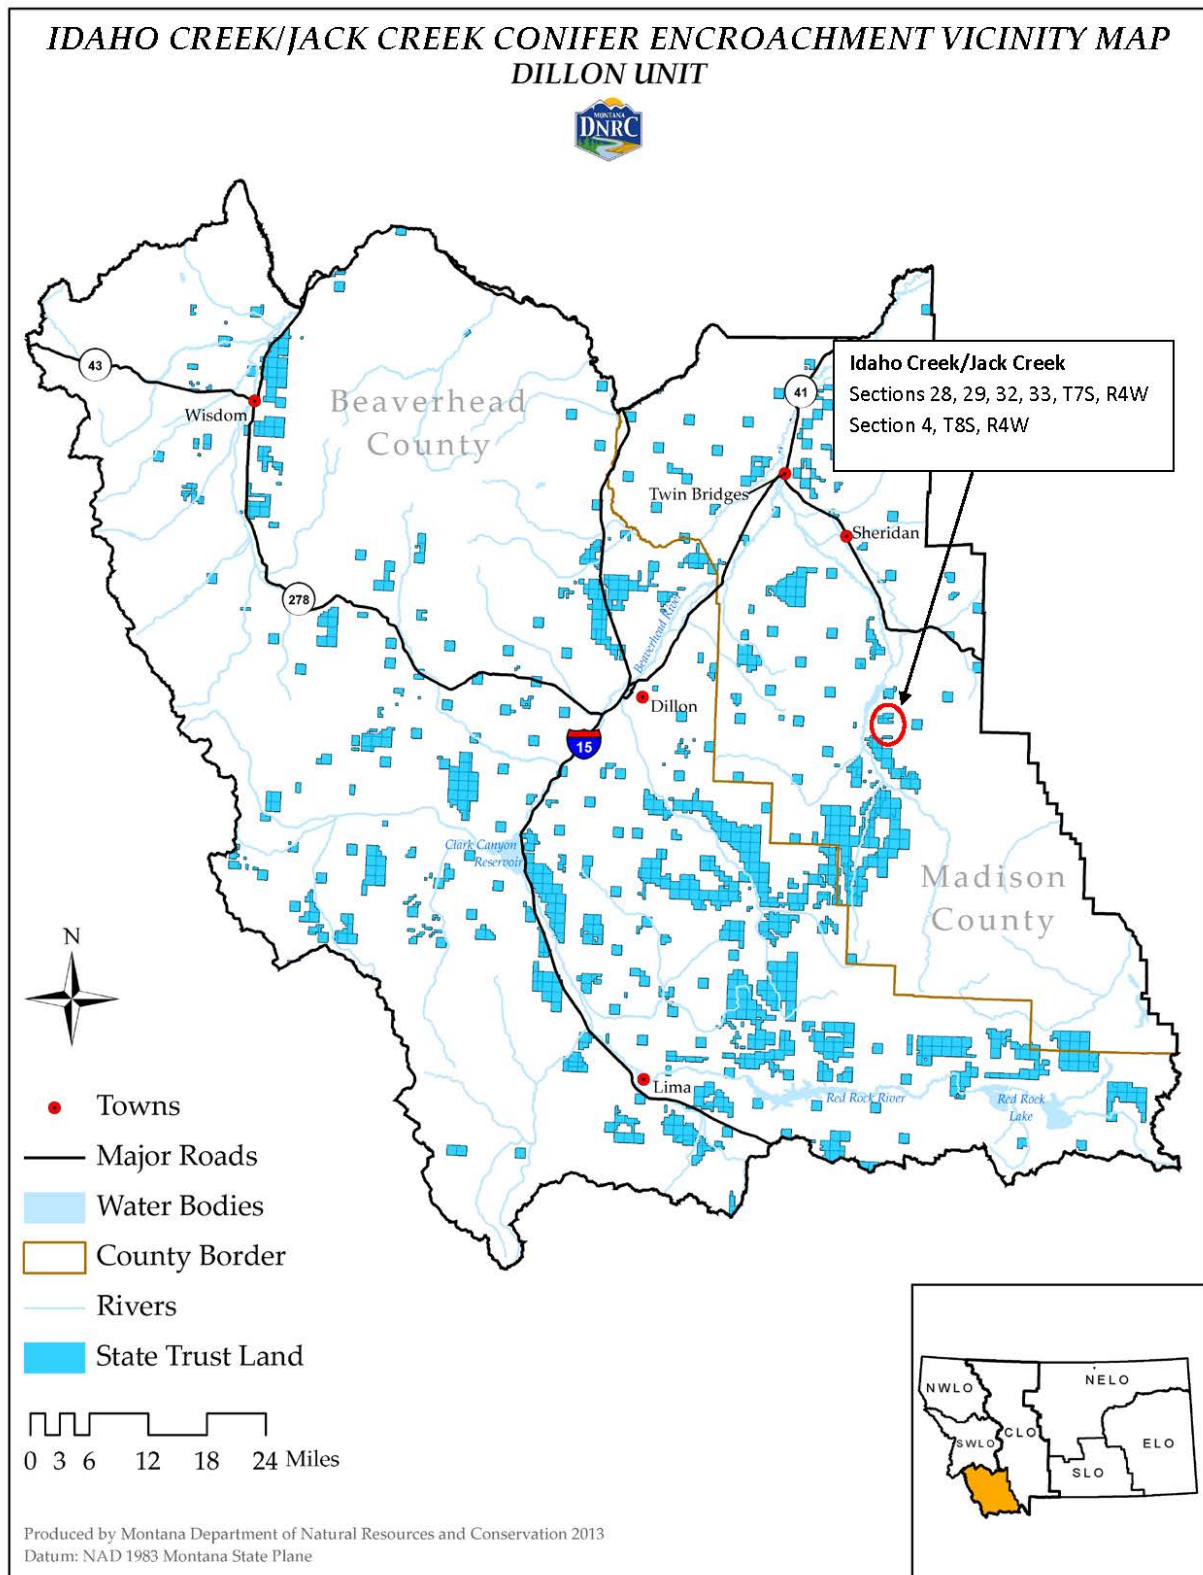 IDAHO CREEK/JACK CREEK CONIFER ENCROACHMENT VICINITY MAP
DILLON UNIT
MONTANA
DNRC
Idaho Creek/Jack Creek
Sections 28, 29, 32, 33, T7S, R4W
Section 4, T8S, R4W
43
41
Wisdom
Beaverhead
County
Twin Bridges
Sheridan
278
Beaverhead River
Dillon
15
Clark Canyon
Reservoir
Madison
County
N
Lima
Red Rock River
Red Rock
Lake
Towns
Major Roads
Water Bodies
County Border
Rivers
State Trust Land
0 3 6 12 18 24 Miles
NWLO
NELO
CLO
SWLO
ELO
SLO
Produced by Montana Department of Natural Resources and Conservation 2013
Datum: NAD 1983 Montana State Plane